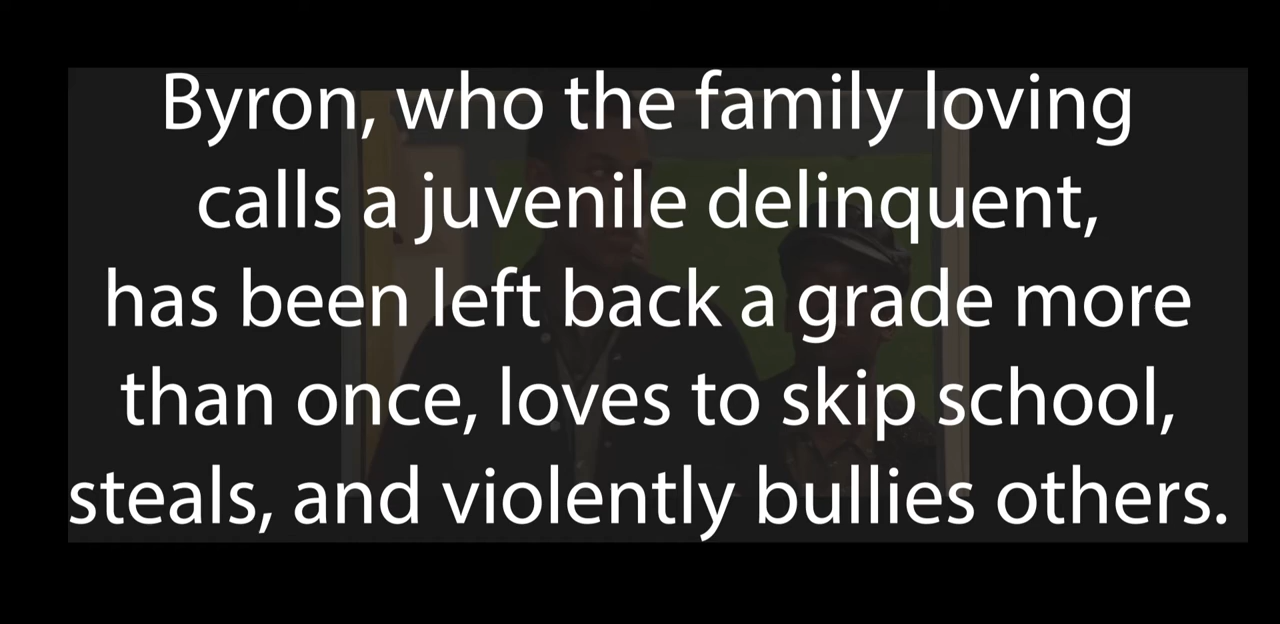 Byron, who the family loving
calls a juvenile delinquent,
has been left back a grade more
than once, loves to skip school,
steals, and violently bullies others.